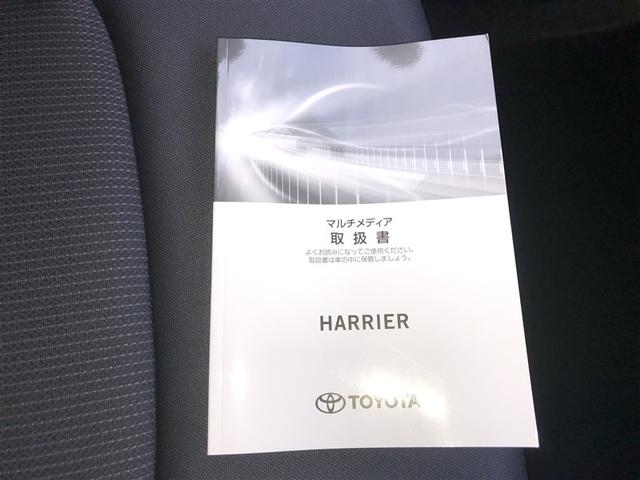 マルチメディア
取扱書
よくお読みになってご使用ください。
取扱書は車の中に保管しましょう。
HARRIER
TOYOTA